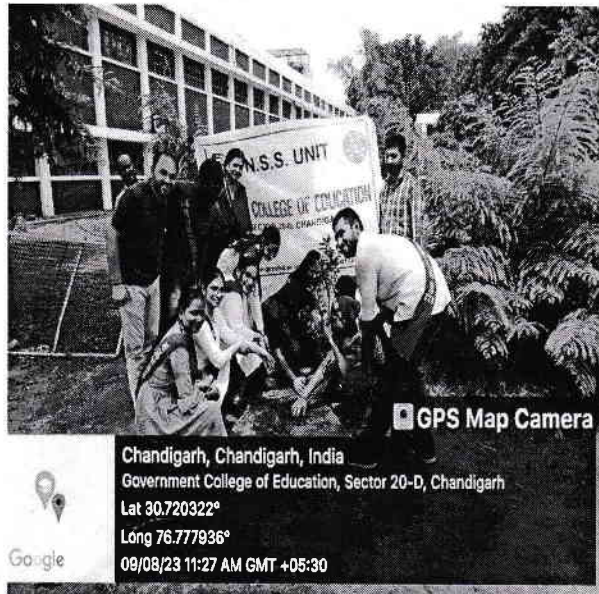 N.S.S. UNIT
COLLEGE OF EDUCATION
GPS Map Camera
Chandigarh, Chandigarh, India
Government College of Education, Sector 20-D, Chandigarh
Lat 30.720322°
Long 76.777936°
09/08/23 11:27 AM GMT +05:30
Google